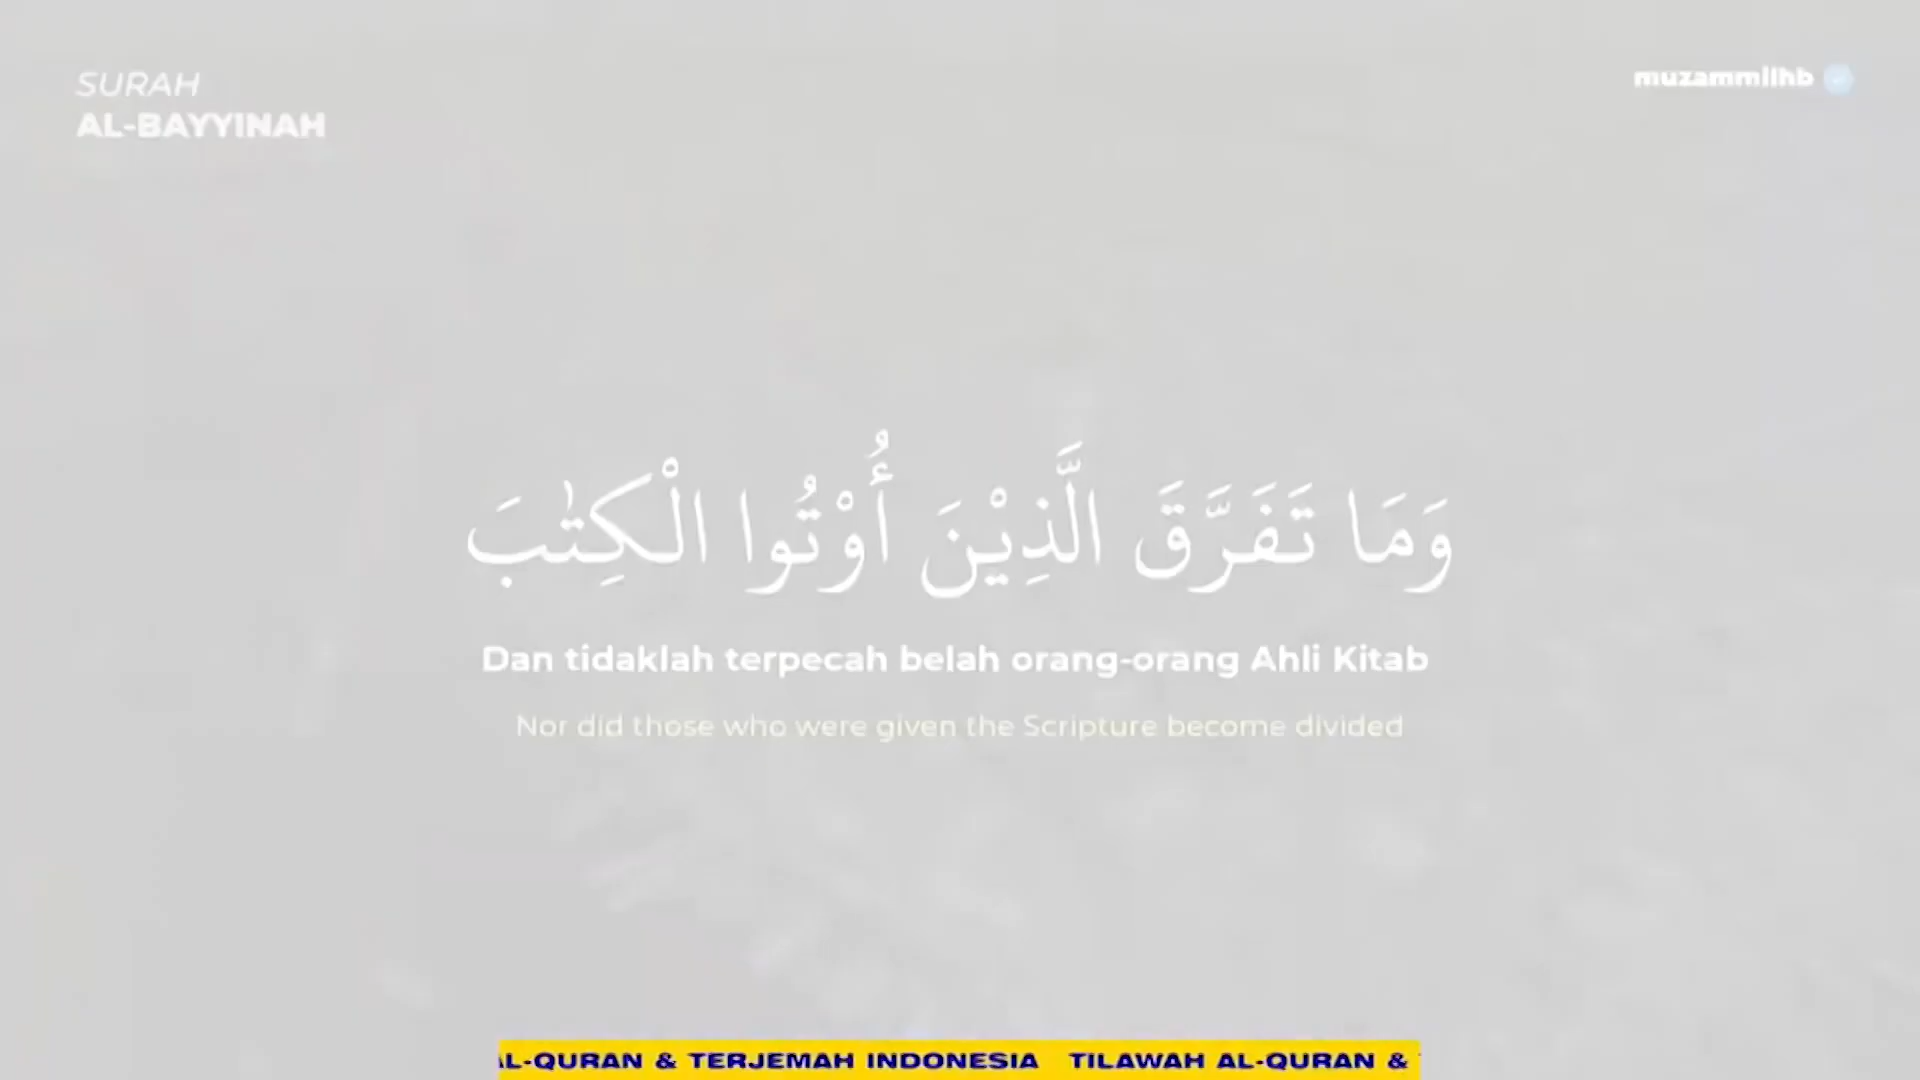 SURAH
AL-BAYYINAH
muzammilhb
وَمَا تَفَرَّقَ الَّذِيْنَ أُوْتُوا الْكِتٰبَ
Dan tidaklah terpecah belah orang-orang Ahli Kitab
Nor did those who were given the Scripture become divided
AL-QURAN & TERJEMAH INDONESIA TILAWAH AL-QURAN &